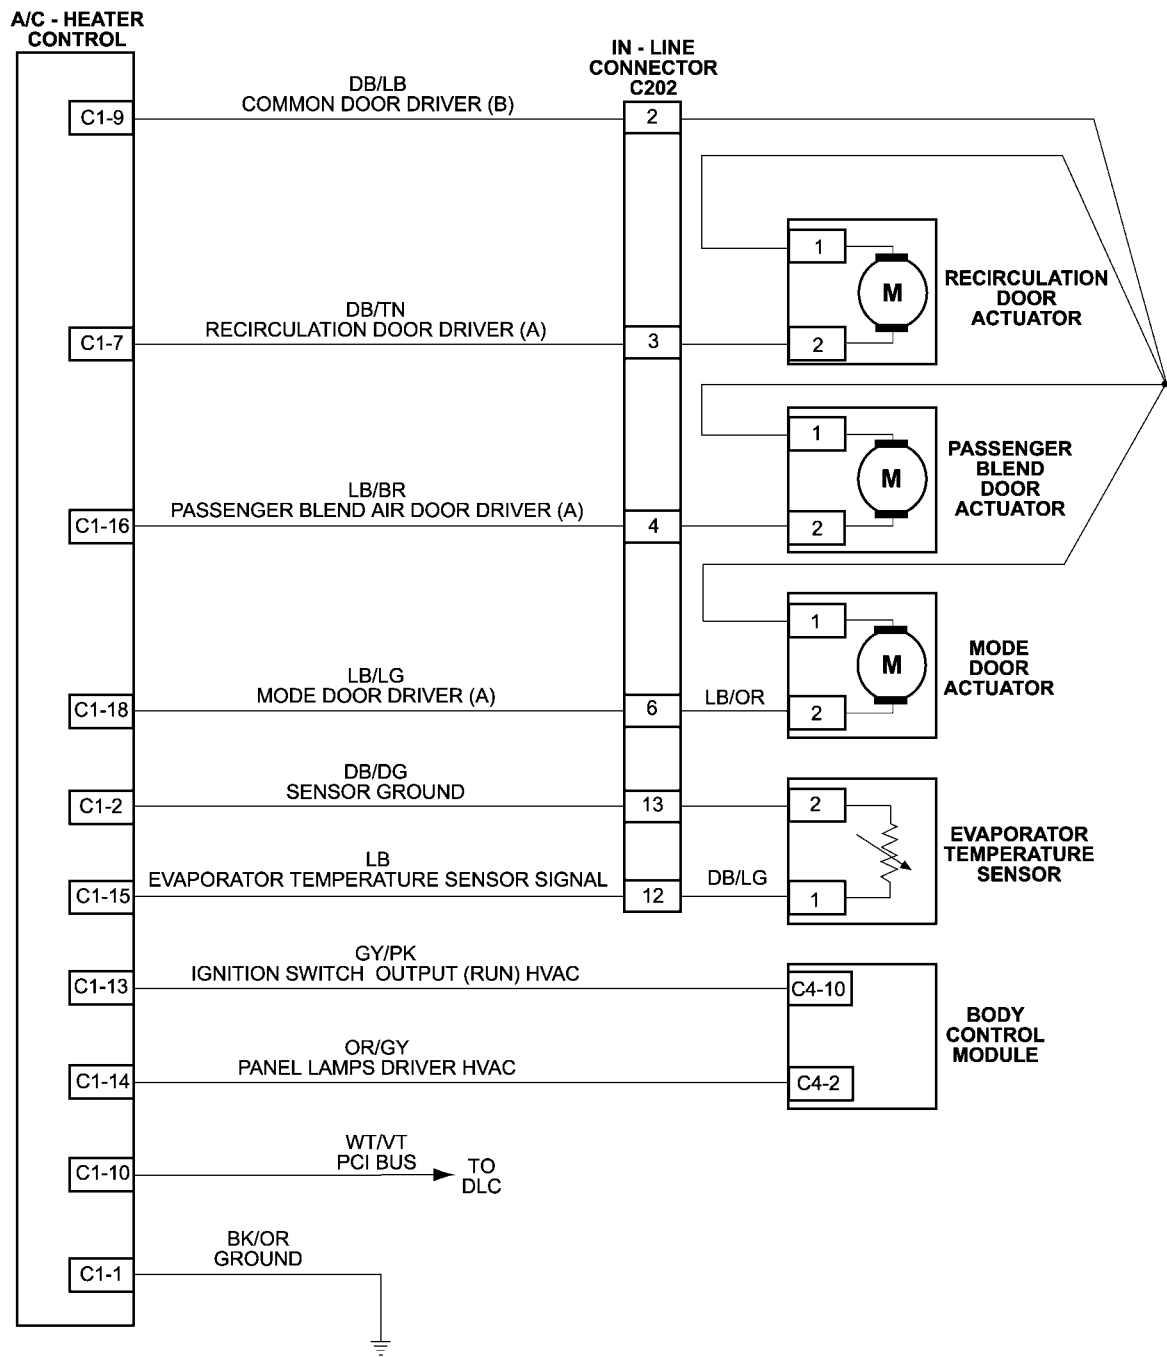 A/C - HEATER
CONTROL
IN - LINE
CONNECTOR
C202
DB/LB
COMMON DOOR DRIVER (B)
C1-9
2
1
M
RECIRCULATION
DOOR
ACTUATOR
DB/TN
RECIRCULATION DOOR DRIVER (A)
C1-7
3
2
1
M
PASSENGER
BLEND
DOOR
ACTUATOR
LB/BR
PASSENGER BLEND AIR DOOR DRIVER (A)
C1-16
4
2
1
M
MODE
DOOR
ACTUATOR
LB/LG
MODE DOOR DRIVER (A)
C1-18
6
LB/OR
2
DB/DG
SENSOR GROUND
C1-2
13
2
EVAPORATOR
TEMPERATURE
SENSOR
LB
EVAPORATOR TEMPERATURE SENSOR SIGNAL
C1-15
12
DB/LG
1
GY/PK
IGNITION SWITCH OUTPUT (RUN) HVAC
C1-13
C4-10
BODY
CONTROL
MODULE
OR/GY
PANEL LAMPS DRIVER HVAC
C1-14
C4-2
WT/VT
PCI BUS
C1-10
TO
DLC
BK/OR
GROUND
C1-1